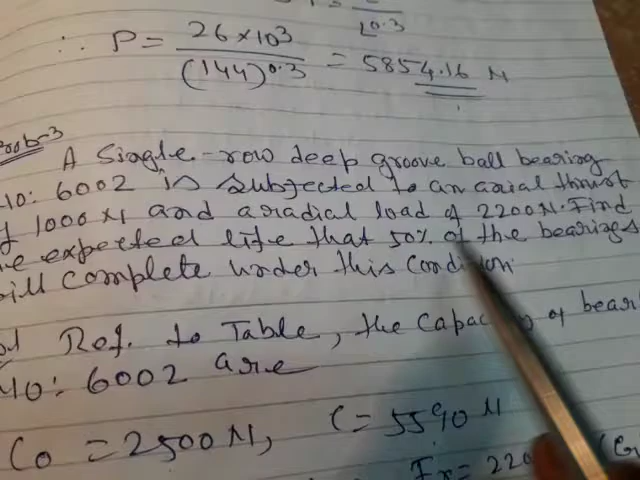 L^0.3
∴ P = 26×10³ / (144)^0.3 = 5854.16 N
Prob-3
A Single-row deep groove ball bearing
No: 6002 is subjected to an axial thrust
of 1000 N and a radial load of 2200 N. Find
the expected life that 50% of the bearings
will complete under this condition.
Ref. to Table, the Capacity of bear
No: 6002 are
Co = 2500 N, C = 5590 N
Fr = 220